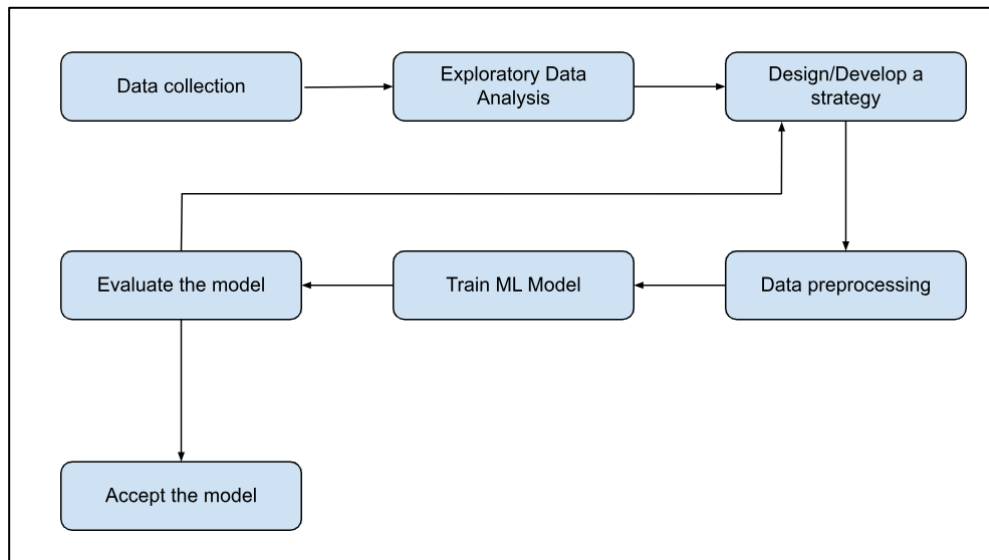 Data collection
Exploratory Data
Analysis
Design/Develop a
strategy
Evaluate the model
Train ML Model
Data preprocessing
Accept the model